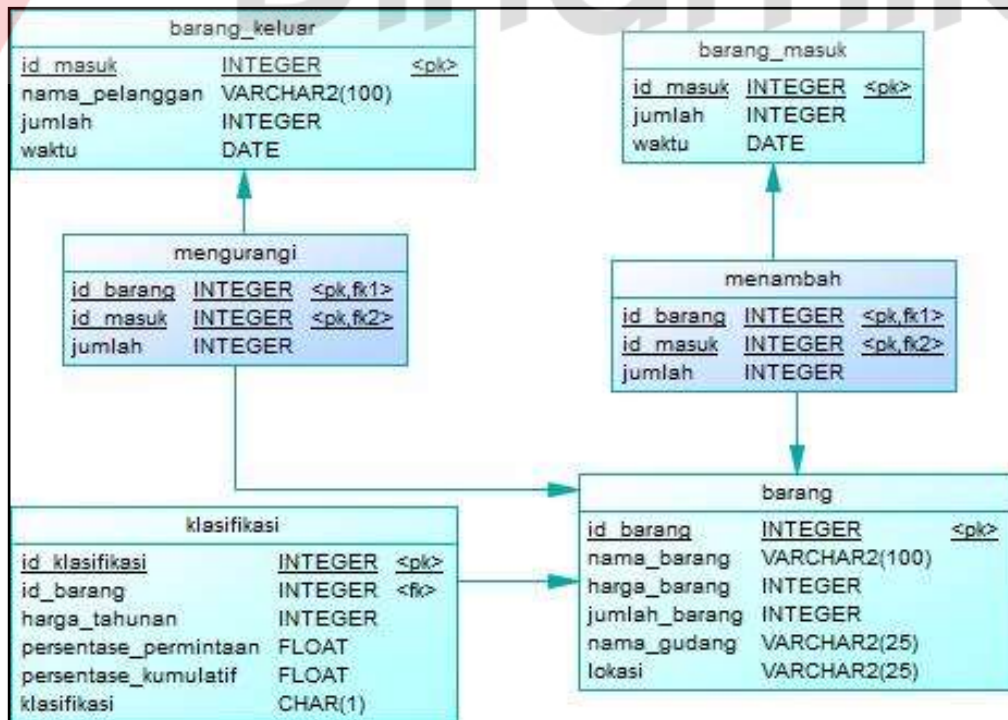 barang_keluar
id_masuk INTEGER <pk>
nama_pelanggan VARCHAR2(100)
jumlah INTEGER
waktu DATE
barang_masuk
id_masuk INTEGER <pk>
jumlah INTEGER
waktu DATE
mengurangi
id_barang INTEGER <pk,fk1>
id_masuk INTEGER <pk,fk2>
jumlah INTEGER
menambah
id_barang INTEGER <pk,fk1>
id_masuk INTEGER <pk,fk2>
jumlah INTEGER
klasifikasi
id_klasifikasi INTEGER <pk>
id_barang INTEGER <fk>
harga_tahunan INTEGER
persentase_permintaan FLOAT
persentase_kumulatif FLOAT
klasifikasi CHAR(1)
barang
id_barang INTEGER <pk>
nama_barang VARCHAR2(100)
harga_barang INTEGER
jumlah_barang INTEGER
nama_gudang VARCHAR2(25)
lokasi VARCHAR2(25)